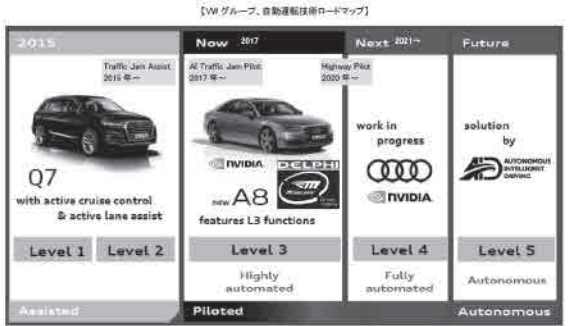 【VWグループ、自動運転技術ロードマップ】
2015
Now 2017
Next 2021~
Future
Traffic Jam Assist
2015 年~
AI Traffic Jam Pilot
2017 年~
Highway Pilot
2020 年~
Q7
with active cruise control
& active lane assist
NVIDIA
DELPHI
new A8
features L3 functions
work in
progress
NVIDIA
solution
by
AID AUTONOMOUS
INTELLIGENT
DRIVING
Level 1
Level 2
Level 3
Level 4
Level 5
Highly
automated
Fully
automated
Autonomous
Assisted
Piloted
Autonomous